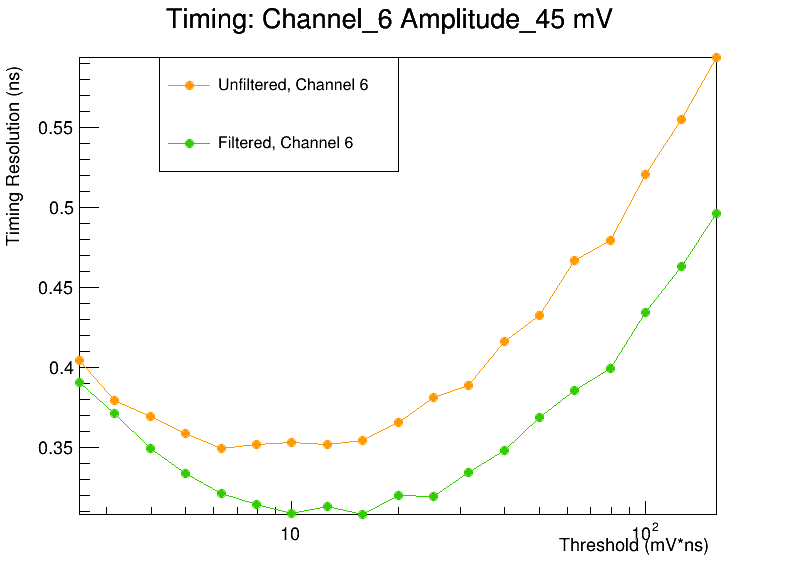 Timing: Channel_6 Amplitude_45 mV
Timing Resolution (ns)
Unfiltered, Channel 6
Filtered, Channel 6
0.55
0.5
0.45
0.4
0.35
10
10²
Threshold (mV*ns)